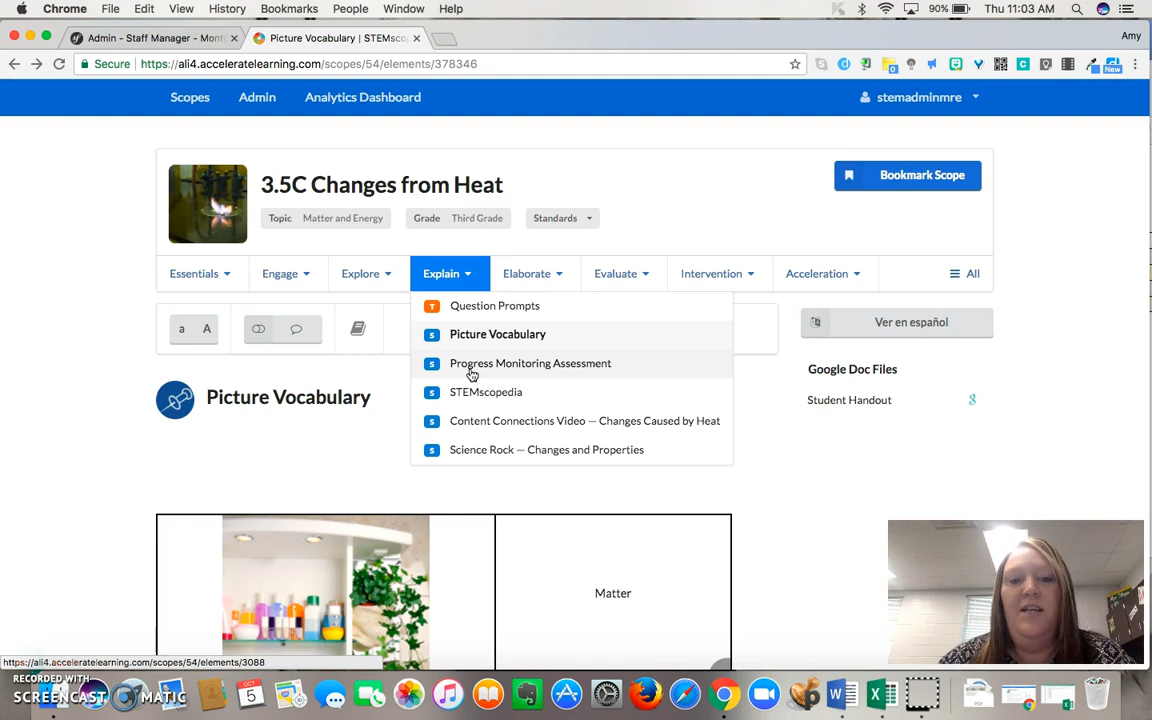 Chrome File Edit View History Bookmarks People Window Help 90% Thu 11:03 AM
Admin - Staff Manager - Mont Picture Vocabulary | STEMsco Amy
Secure https://ali4.acceleratelearning.com/scopes/54/elements/378346
New
Scopes Admin Analytics Dashboard stemadminmre
3.5C Changes from Heat
Bookmark Scope
Topic Matter and Energy Grade Third Grade Standards
Essentials Engage Explore Explain Elaborate Evaluate Intervention Acceleration All
T Question Prompts
a A
S Picture Vocabulary
Ver en español
S Progress Monitoring Assessment
Google Doc Files
S STEMscopedia
Student Handout
Picture Vocabulary
S Content Connections Video — Changes Caused by Heat
S Science Rock — Changes and Properties
Matter
https://ali4.acceleratelearning.com/scopes/54/elements/3088
RECORDED WITH
SCREENCAST MATIC
OCT
5
W
X